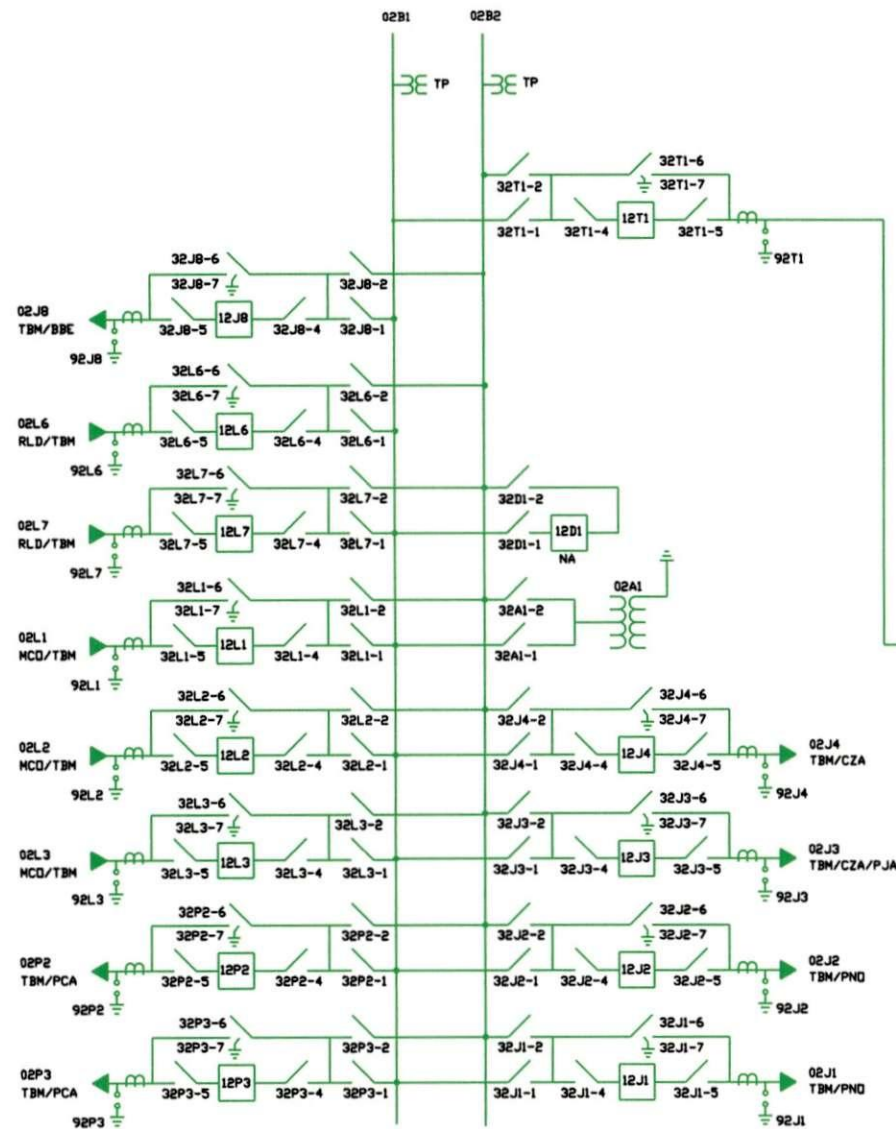 02B1
02B2
TP
TP
32T1-6
32T1-2
32T1-7
12T1
32T1-1
32T1-4
32T1-5
92T1
32J8-6
32J8-7
32J8-2
02J8
TBM/BBE
12J8
32J8-5
32J8-4
32J8-1
92J8
32L6-6
32L6-7
32L6-2
02L6
RLD/TBM
12L6
32L6-5
32L6-4
32L6-1
92L6
32L7-6
32L7-7
32L7-2
32D1-2
02L7
RLD/TBM
12L7
32L7-5
32L7-4
32L7-1
32D1-1
12D1
NA
92L7
32L1-6
32L1-7
32L1-2
32A1-2
02A1
02L1
MCO/TBM
12L1
32L1-5
32L1-4
32L1-1
32A1-1
92L1
32L2-6
32L2-7
32L2-2
32J4-2
32J4-6
32J4-7
02L2
MCO/TBM
12L2
32L2-5
32L2-4
32L2-1
32J4-1
32J4-4
12J4
32J4-5
02J4
TBM/CZA
92L2
92J4
32L3-6
32L3-7
32L3-2
32J3-2
32J3-6
32J3-7
02L3
MCO/TBM
12L3
32L3-5
32L3-4
32L3-1
32J3-1
32J3-4
12J3
32J3-5
02J3
TBM/CZA/PJA
92L3
92J3
32P2-6
32P2-7
32P2-2
32J2-2
32J2-6
32J2-7
02P2
TBM/PCA
12P2
32P2-5
32P2-4
32P2-1
32J2-1
32J2-4
12J2
32J2-5
02J2
TBM/PNO
92P2
92J2
32P3-6
32P3-7
32P3-2
32J1-2
32J1-6
32J1-7
02P3
TBM/PCA
12P3
32P3-5
32P3-4
32P3-1
32J1-1
32J1-4
12J1
32J1-5
02J1
TBM/PNO
92P3
92J1